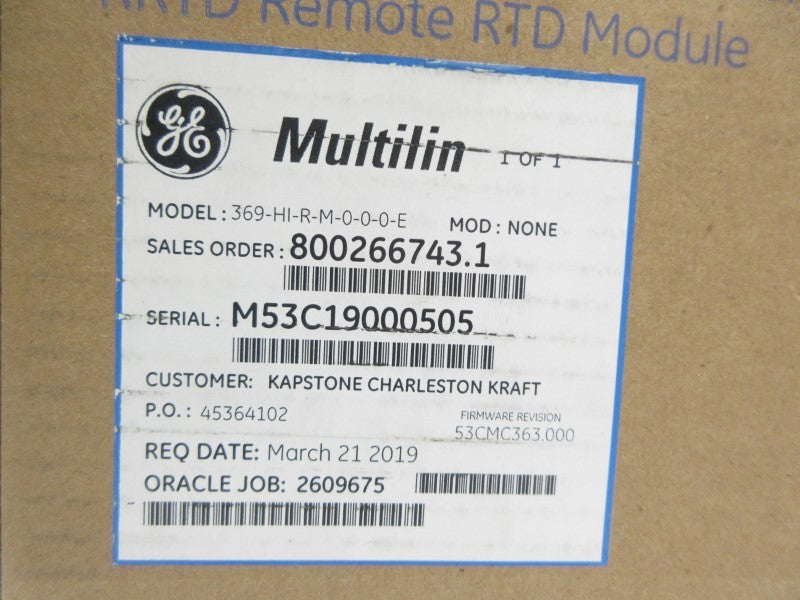 RRTD Remote RTD Module
GE Multilin 1 OF 1
MODEL: 369-HI-R-M-0-0-0-E MOD: NONE
SALES ORDER: 800266743.1
SERIAL: M53C19000505
CUSTOMER: KAPSTONE CHARLESTON KRAFT
P.O.: 45364102
FIRMWARE REVISION
53CMC363.000
REQ DATE: March 21 2019
ORACLE JOB: 2609675